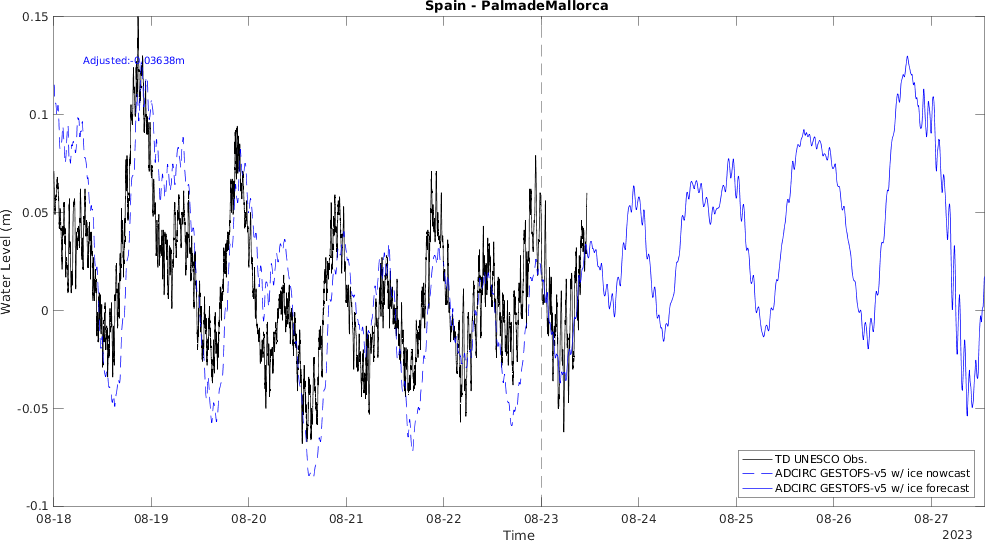 Spain - PalmadeMallorca
Adjusted:-0.03638m
0.15
0.1
0.05
0
-0.05
-0.1
Water Level (m)
TD UNESCO Obs.
ADCIRC GESTOFS-v5 w/ ice nowcast
ADCIRC GESTOFS-v5 w/ ice forecast
08-18 08-19 08-20 08-21 08-22 08-23 08-24 08-25 08-26 08-27
Time
2023